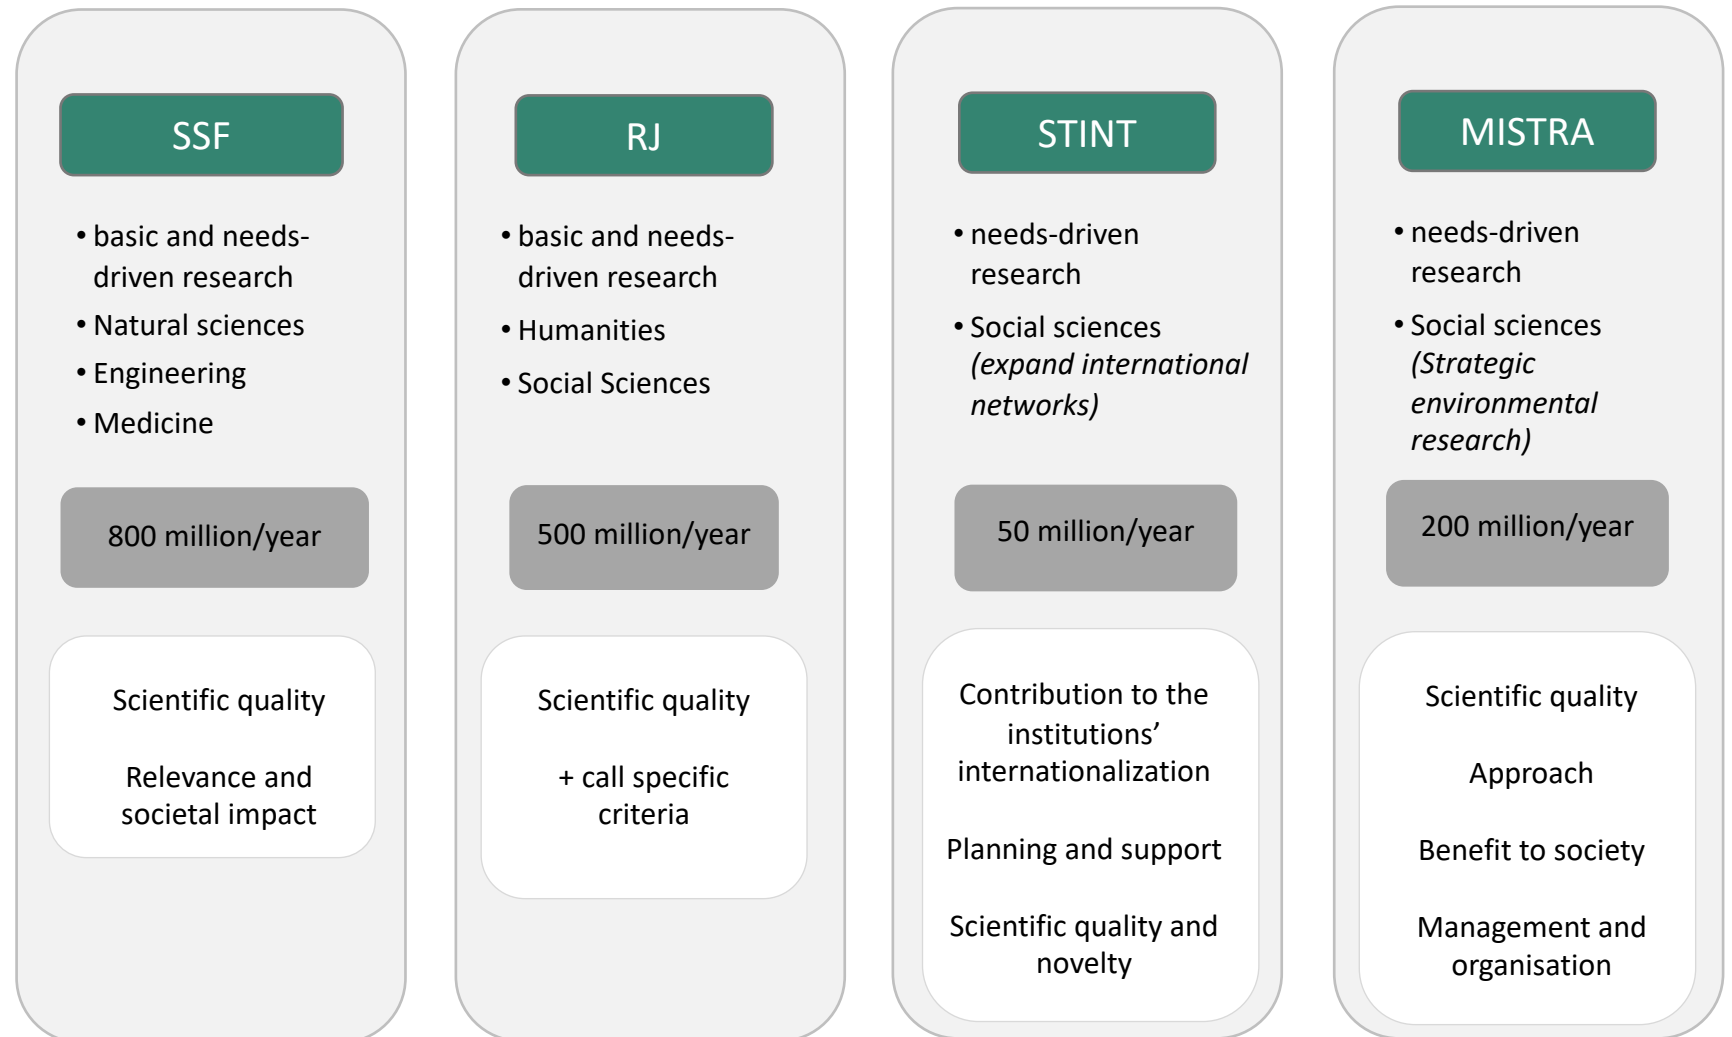 SSF
• basic and needs-
driven research
• Natural sciences
• Engineering
• Medicine
800 million/year
Scientific quality
Relevance and
societal impact
RJ
• basic and needs-
driven research
• Humanities
• Social Sciences
500 million/year
Scientific quality
+ call specific
criteria
STINT
• needs-driven
research
• Social sciences
(expand international
networks)
50 million/year
Contribution to the
institutions’
internationalization
Planning and support
Scientific quality and
novelty
MISTRA
• needs-driven
research
• Social sciences
(Strategic
environmental
research)
200 million/year
Scientific quality
Approach
Benefit to society
Management and
organisation